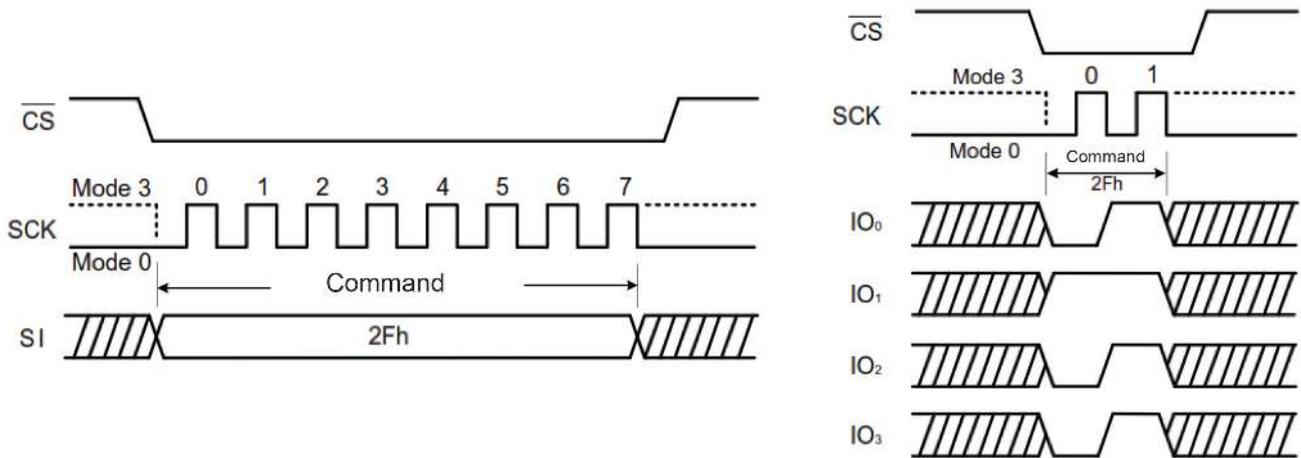 CS
Mode 3 0 1 2 3 4 5 6 7
SCK
Mode 0
Command
SI 2Fh
CS
Mode 3 0 1
SCK
Mode 0 Command
2Fh
IO₀
IO₁
IO₂
IO₃